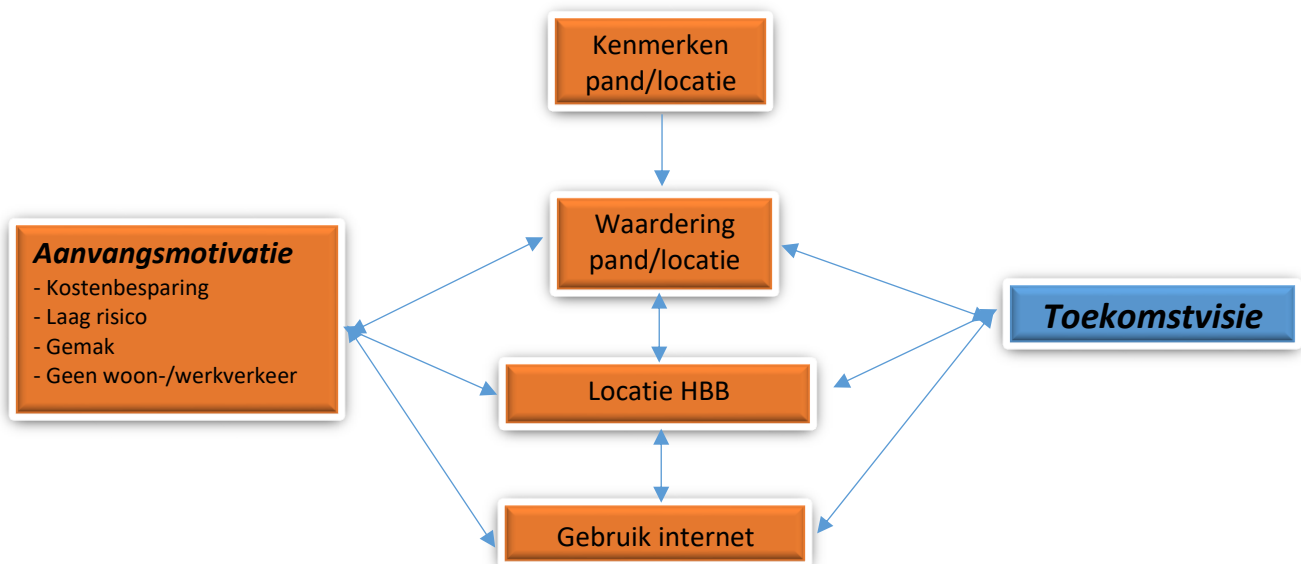 Kenmerken
pand/locatie
Waardering
pand/locatie
Aanvangsmotivatie
- Kostenbesparing
- Laag risico
- Gemak
- Geen woon-/werkverkeer
Toekomstvisie
Locatie HBB
Gebruik internet